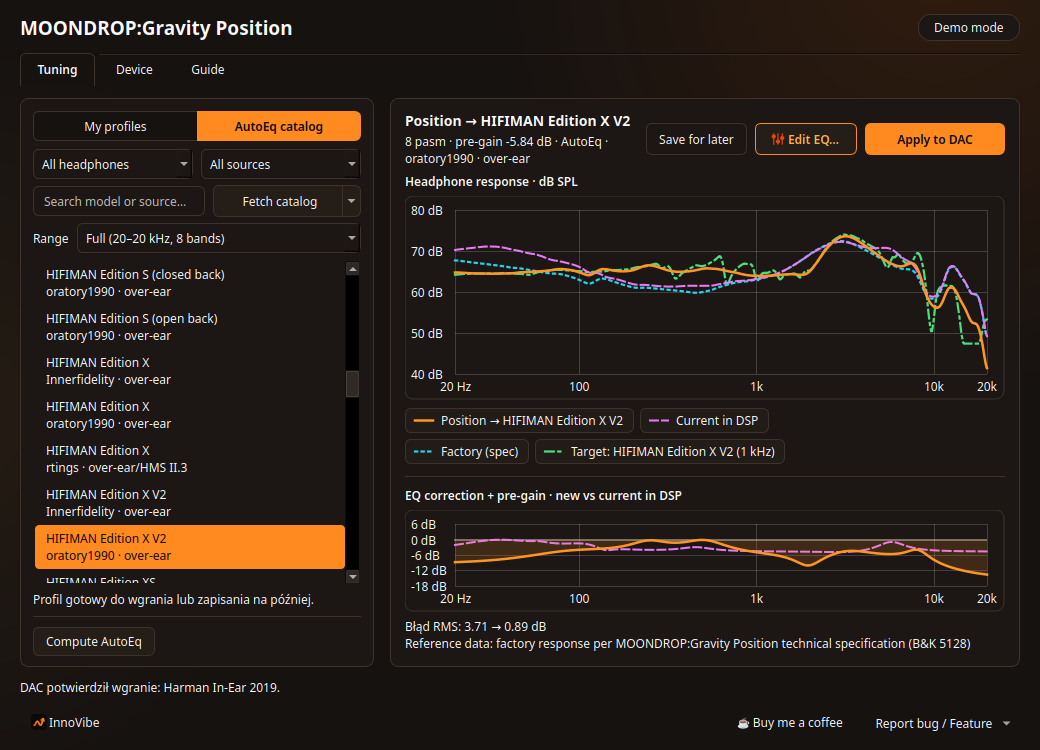 MOONDROP:Gravity Position
Demo mode
Tuning
Device
Guide
My profiles
AutoEq catalog
All headphones
All sources
Search model or source...
Fetch catalog
Range
Full (20–20 kHz, 8 bands)
HIFIMAN Edition S (closed back)
oratory1990 · over-ear
HIFIMAN Edition S (open back)
oratory1990 · over-ear
HIFIMAN Edition X
Innerfidelity · over-ear
HIFIMAN Edition X
oratory1990 · over-ear
HIFIMAN Edition X
rtings · over-ear/HMS II.3
HIFIMAN Edition X V2
Innerfidelity · over-ear
HIFIMAN Edition X V2
oratory1990 · over-ear
HIFIMAN Edition XS
Profil gotowy do wgrania lub zapisania na później.
Compute AutoEq
Position → HIFIMAN Edition X V2
8 pasm · pre-gain -5.84 dB · AutoEq ·
oratory1990 · over-ear
Save for later
Edit EQ...
Apply to DAC
Headphone response · dB SPL
80 dB
70 dB
60 dB
50 dB
40 dB
20 Hz
100
1k
10k
20k
Position → HIFIMAN Edition X V2
Current in DSP
Factory (spec)
Target: HIFIMAN Edition X V2 (1 kHz)
EQ correction + pre-gain · new vs current in DSP
6 dB
0 dB
-6 dB
-12 dB
-18 dB
20 Hz
100
1k
10k
20k
Błąd RMS: 3.71 → 0.89 dB
Reference data: factory response per MOONDROP:Gravity Position technical specification (B&K 5128)
DAC potwierdził wgranie: Harman In-Ear 2019.
InnoVibe
Buy me a coffee
Report bug / Feature